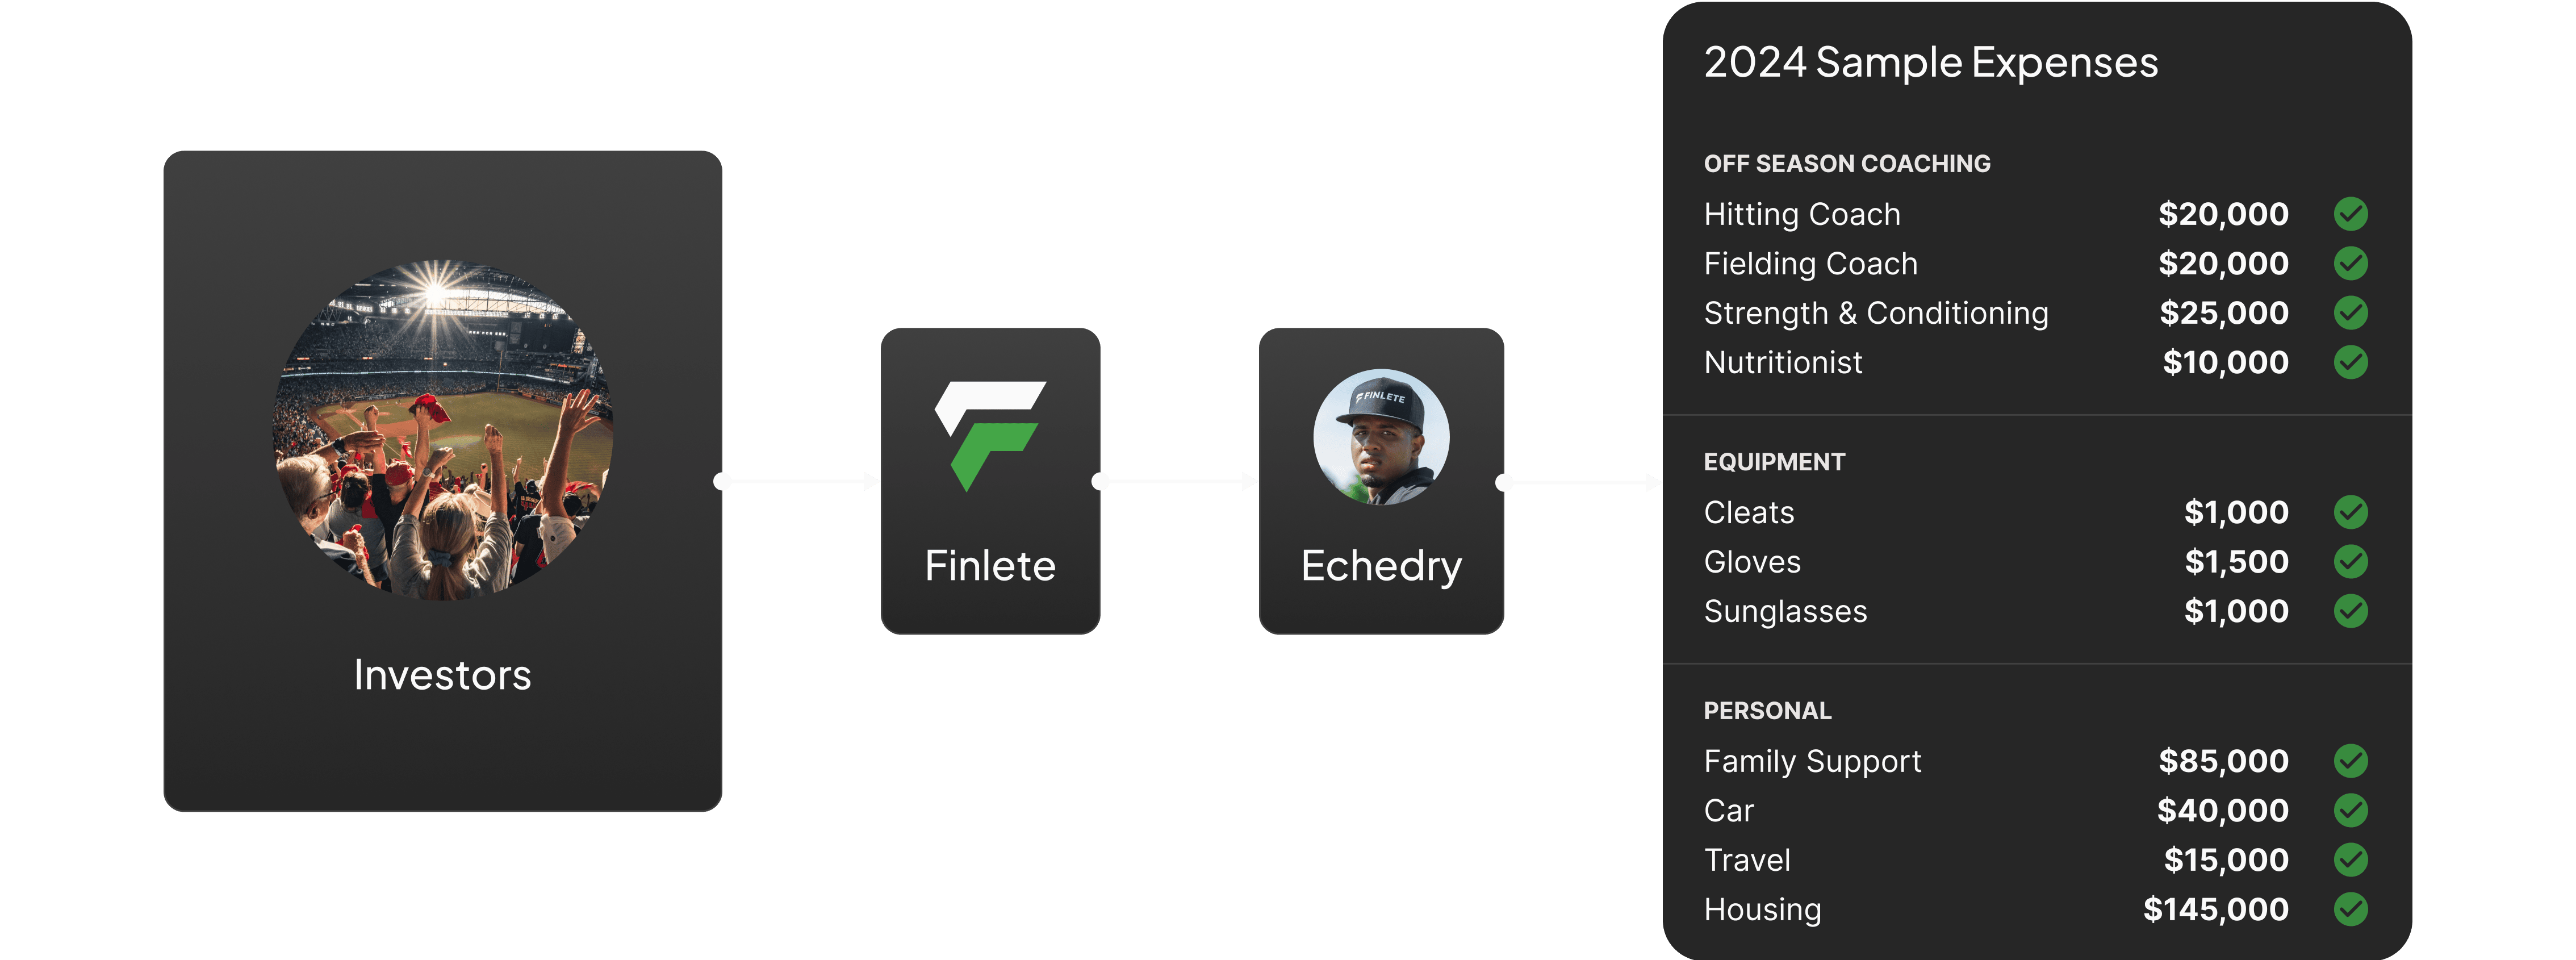 Investors
FINLETE
Finlete
Echedry
2024 Sample Expenses
OFF SEASON COACHING
Hitting Coach $20,000
Fielding Coach $20,000
Strength & Conditioning $25,000
Nutritionist $10,000
EQUIPMENT
Cleats $1,000
Gloves $1,500
Sunglasses $1,000
PERSONAL
Family Support $85,000
Car $40,000
Travel $15,000
Housing $145,000